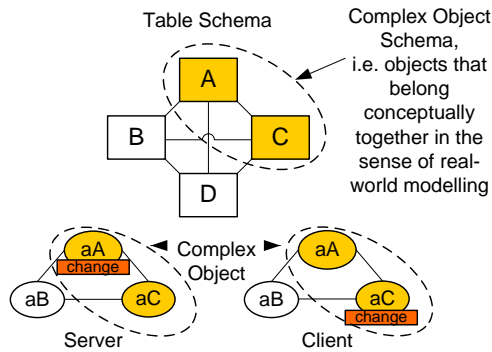 Table Schema
Complex Object
Schema,
i.e. objects that
belong
conceptually
together in the
sense of real-
world modelling
A
B
C
D
aA
change
aB
aC
Server
Complex
Object
aA
aB
aC
change
Client